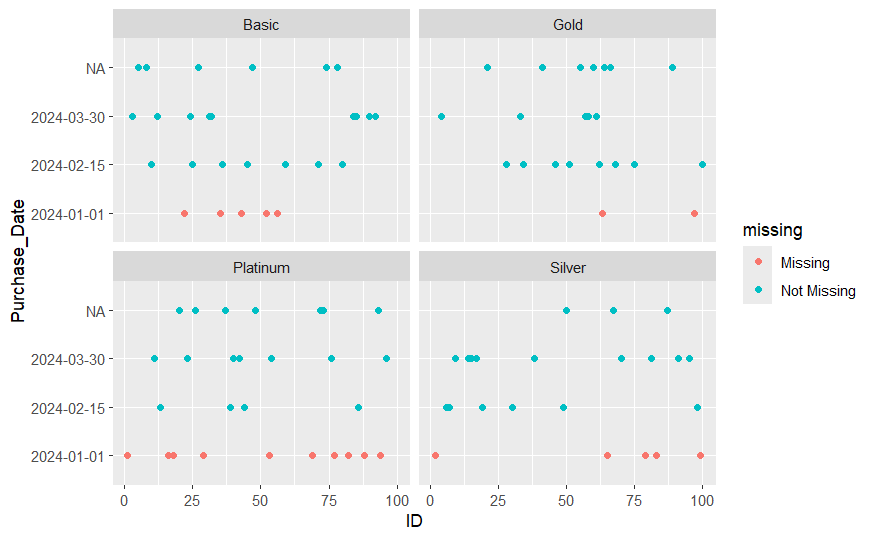 Basic
Gold
NA
2024-03-30
2024-02-15
2024-01-01
Platinum
Silver
NA
2024-03-30
2024-02-15
2024-01-01
0 25 50 75 100 0 25 50 75 100
ID
Purchase_Date
missing
Missing
Not Missing